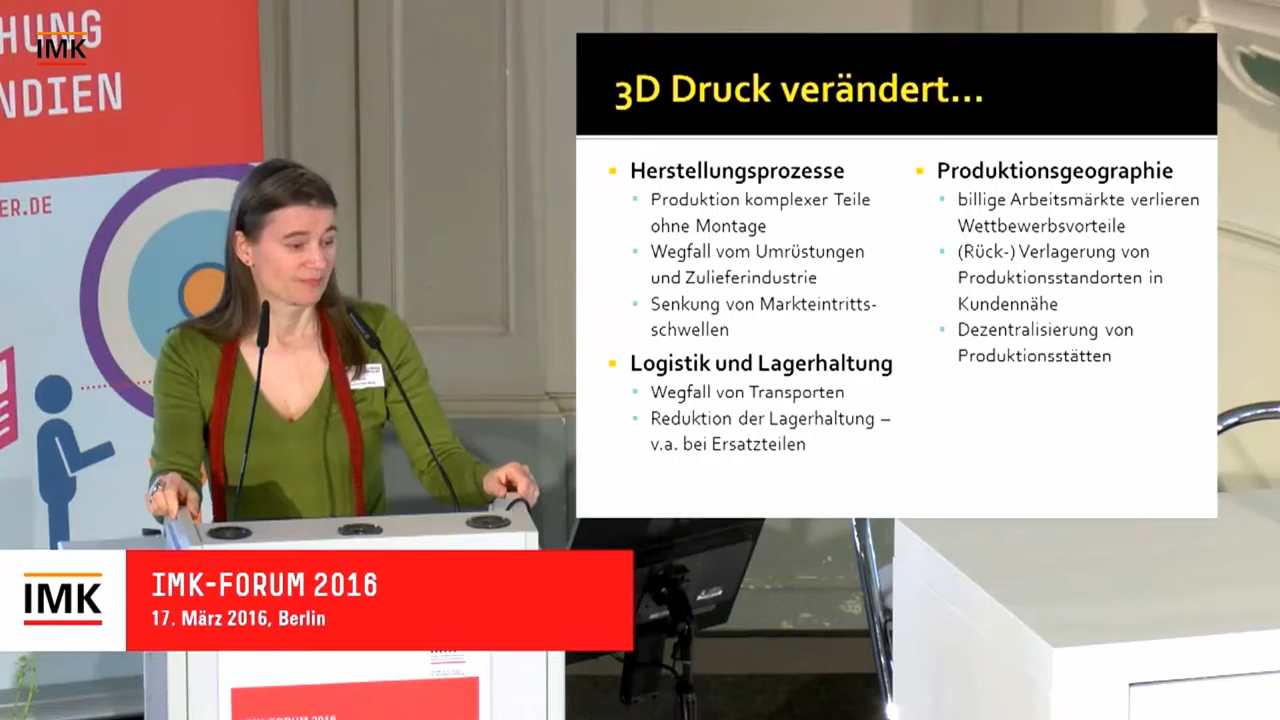 HUNG
NDIEN
IMK
ER.DE
3D Druck verändert...
Herstellungsprozesse
Produktion komplexer Teile
ohne Montage
Wegfall vom Umrüstungen
und Zulieferindustrie
Senkung von Markteintritts-
schwellen
Logistik und Lagerhaltung
Wegfall von Transporten
Reduktion der Lagerhaltung –
v.a. bei Ersatzteilen
Produktionsgeographie
billige Arbeitsmärkte verlieren
Wettbewerbsvorteile
(Rück-) Verlagerung von
Produktionsstandorten in
Kundennähe
Dezentralisierung von
Produktionsstätten
IMK
IMK-FORUM 2016
17. März 2016, Berlin
IMK